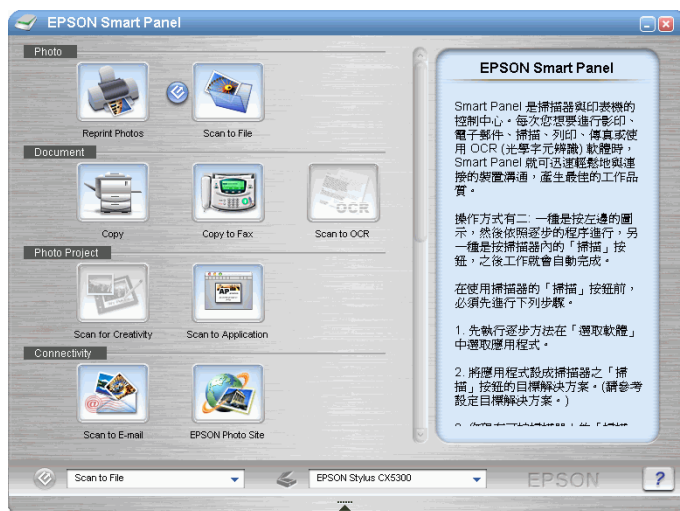 EPSON Smart Panel
Photo
Reprint Photos
Scan to File
Document
Copy
Copy to Fax
OCR
Scan to OCR
Photo Project
Scan for Creativity
Scan to Application
Connectivity
Scan to E-mail
EPSON Photo Site
EPSON Smart Panel
Smart Panel 是掃描器與印表機的
控制中心。每次您想要進行影印、
電子郵件、掃描、列印、傳真或使
用 OCR (光學字元辨識) 軟體時，
Smart Panel 就可迅速輕鬆地與連
接的裝置溝通，產生最佳的工作品
質。
操作方式有二: 一種是按左邊的圖
示，然後依照逐步的程序進行，另
一種是按掃描器內的「掃描」按
鈕，之後工作就會自動完成。
在使用掃描器的「掃描」按鈕前，
必須先進行下列步驟。
1. 先執行逐步方法在「選取軟體」
中選取應用程式。
2. 將應用程式設成掃描器之「掃
描」按鈕的目標解決方案。(請參考
設定目標解決方案。)
Scan to File
EPSON Stylus CX5300
EPSON
?